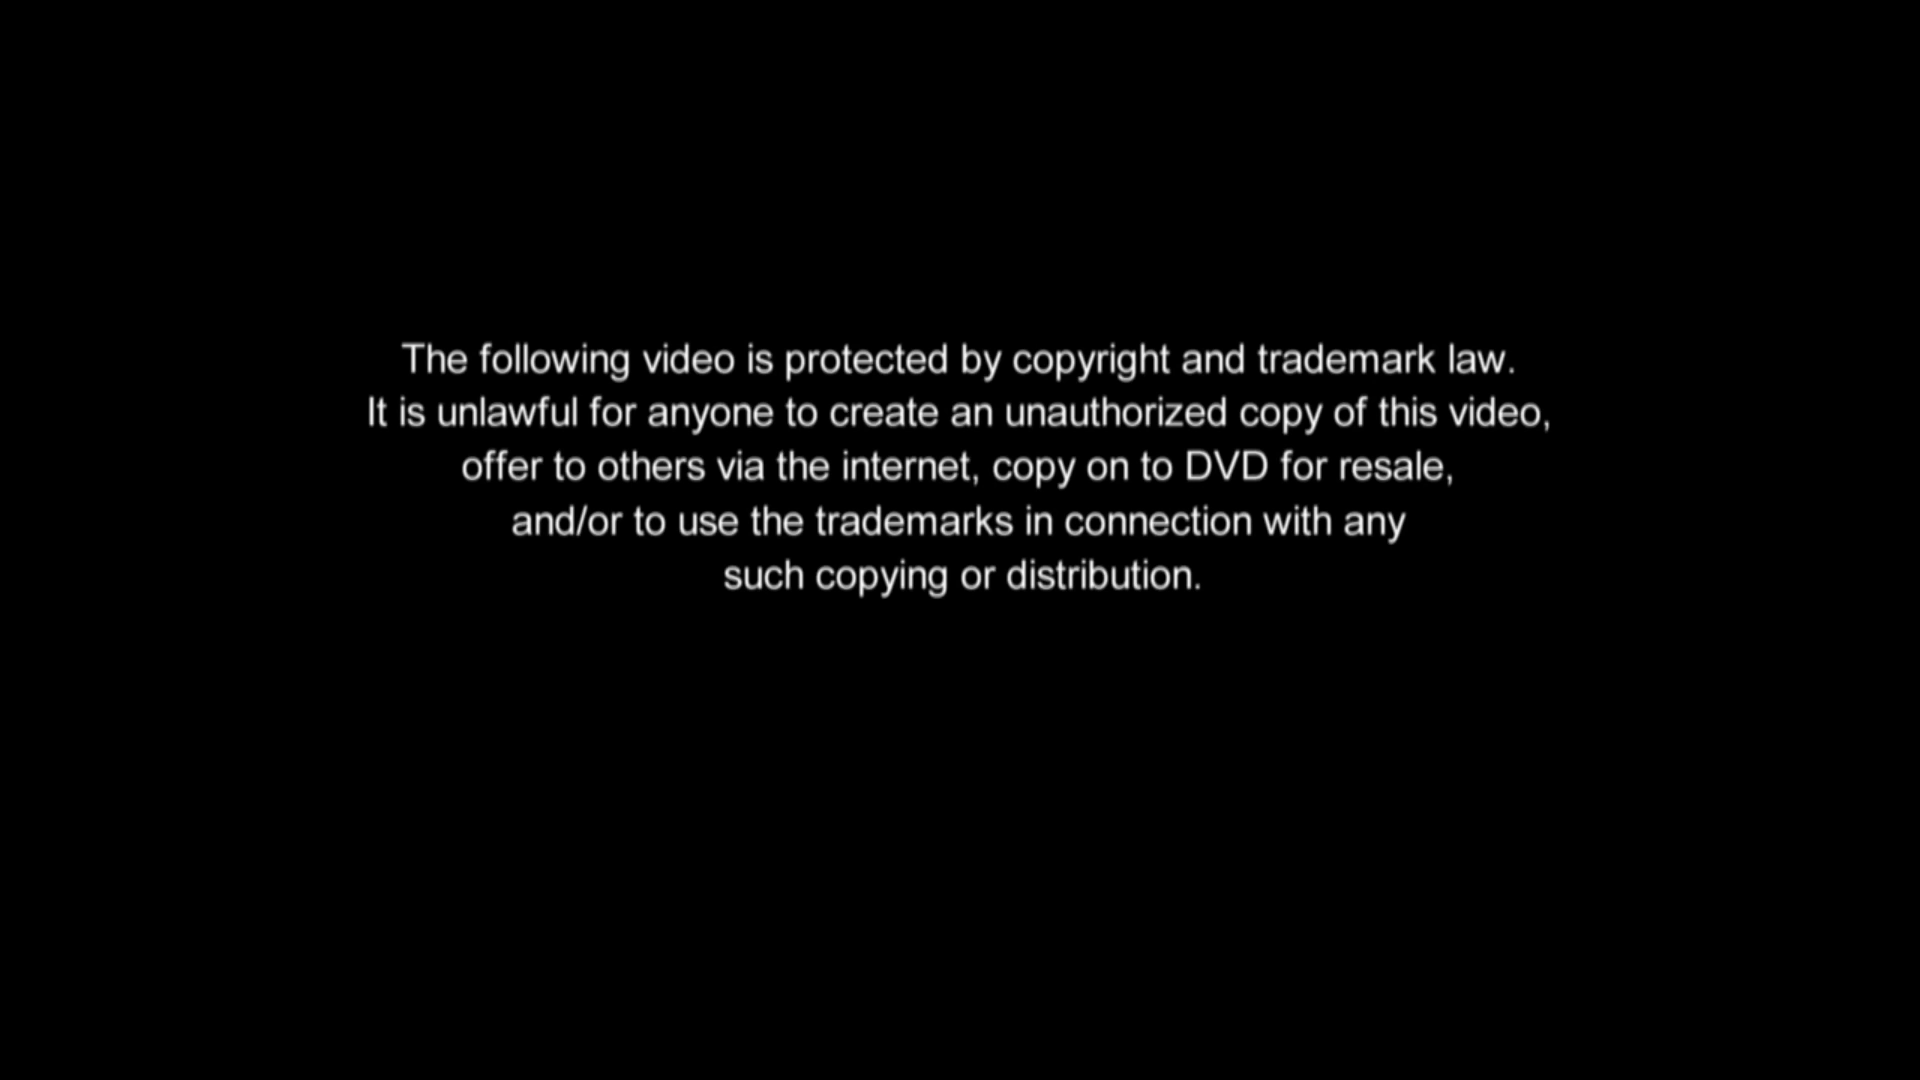 The following video is protected by copyright and trademark law.
It is unlawful for anyone to create an unauthorized copy of this video,
offer to others via the internet, copy on to DVD for resale,
and/or to use the trademarks in connection with any
such copying or distribution.